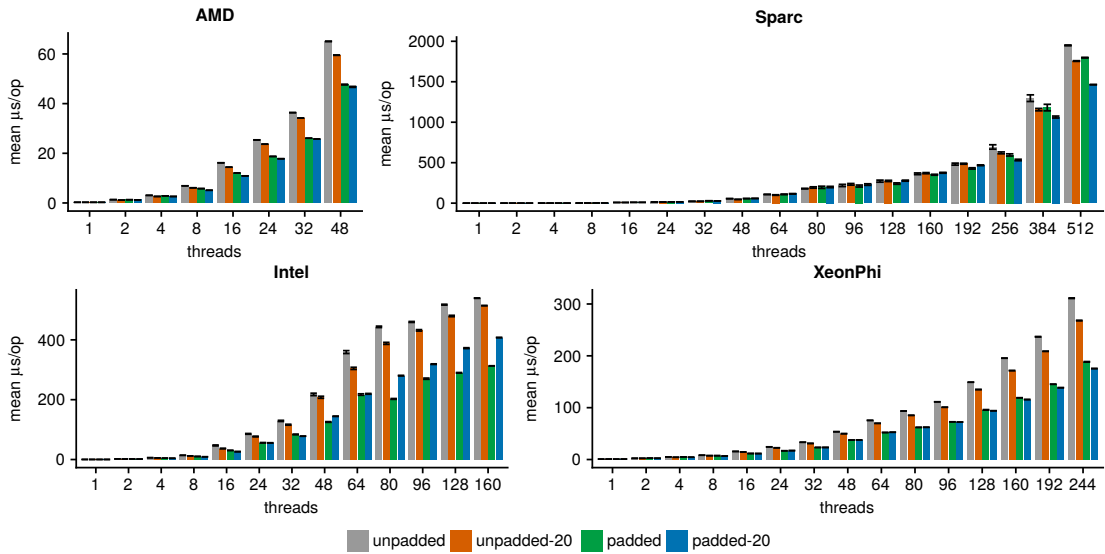 AMD
mean µs/op
60
40
20
0
1 2 4 8 16 24 32 48
threads
Sparc
mean µs/op
2000
1500
1000
500
0
1 2 4 8 16 24 32 48 64 80 96 128 160 192 256 384 512
threads
Intel
mean µs/op
400
200
0
1 2 4 8 16 24 32 48 64 80 96 128 160
threads
XeonPhi
mean µs/op
300
200
100
0
1 2 4 8 16 24 32 48 64 80 96 128 160 192 244
threads
unpadded unpadded-20 padded padded-20